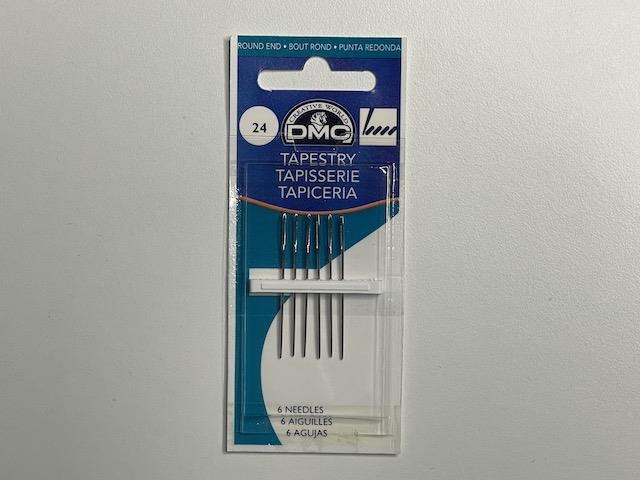 ROUND END • BOUT ROND • PUNTA REDONDA
24
CREATIVE WORLD
DMC
TAPESTRY
TAPISSERIE
TAPICERIA
6 NEEDLES
6 AIGUILLES
6 AGUJAS